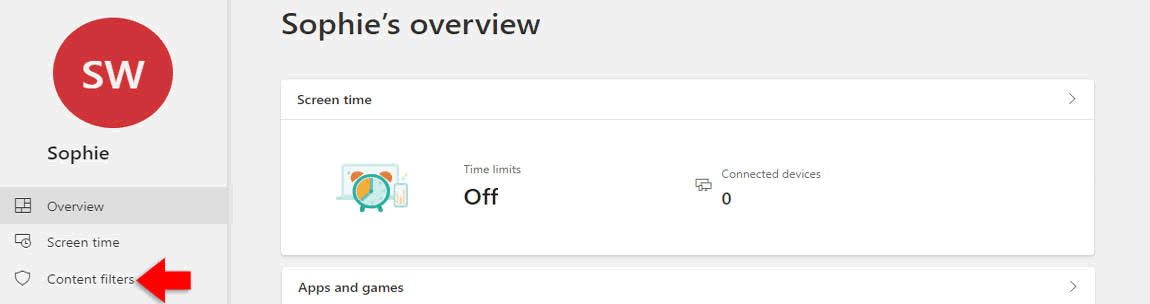 SW
Sophie
Overview
Screen time
Content filters
Sophie’s overview
Screen time
Time limits
Off
Connected devices
0
Apps and games